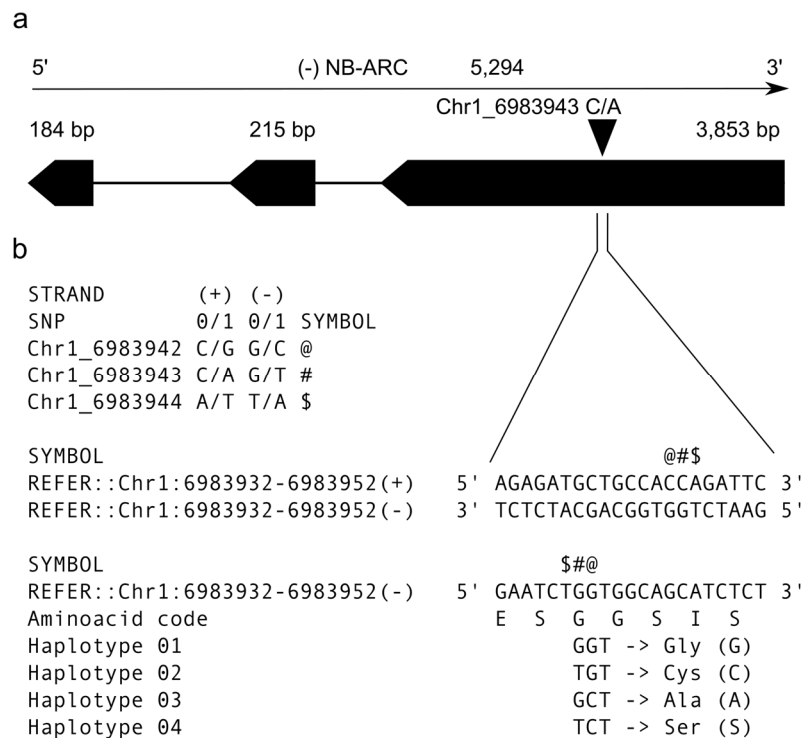 a
5' (-) NB-ARC 5,294 3'
Chr1_6983943 C/A
184 bp 215 bp 3,853 bp
b
STRAND (+) (-)
SNP 0/1 0/1 SYMBOL
Chr1_6983942 C/G G/C @
Chr1_6983943 C/A G/T #
Chr1_6983944 A/T T/A $
SYMBOL @#$
REFER::Chr1:6983932-6983952(+) 5' AGAGATGCTGCCACCAGATTC 3'
REFER::Chr1:6983932-6983952(-) 3' TCTCTACGACGGTGGTCTAAG 5'
SYMBOL $#@
REFER::Chr1:6983932-6983952(-) 5' GAATCTGGTGGCAGCATCTCT 3'
Aminoacid code E S G G S I S
Haplotype 01 GGT -> Gly (G)
Haplotype 02 TGT -> Cys (C)
Haplotype 03 GCT -> Ala (A)
Haplotype 04 TCT -> Ser (S)